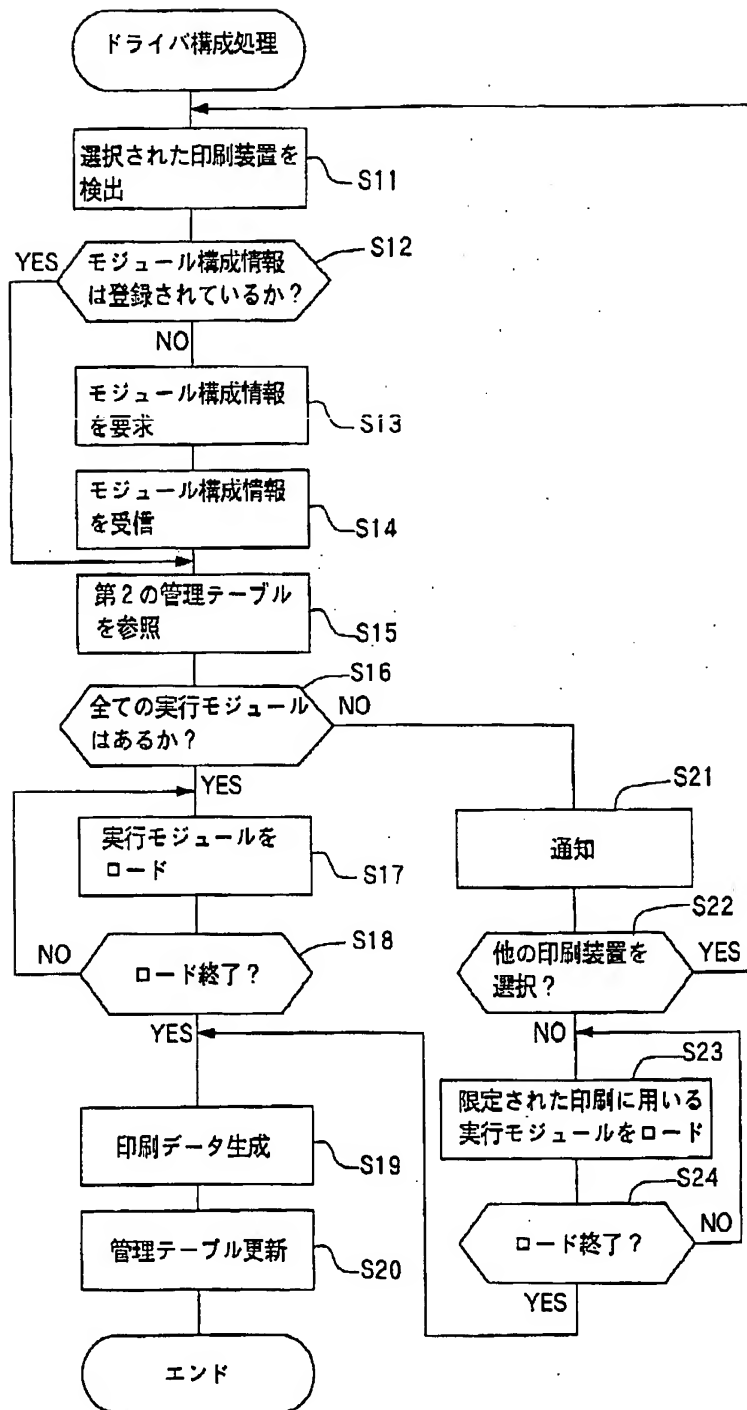 ドライバ構成処理
選択された印刷装置を
検出
S11
S12
YES
モジュール構成情報
は登録されているか？
NO
モジュール構成情報
を要求
S13
モジュール構成情報
を受信
S14
第2の管理テーブル
を参照
S15
S16
全ての実行モジュール
はあるか？
NO
YES
S21
通知
実行モジュールを
ロード
S17
S22
他の印刷装置を
選択？
YES
NO
S18
NO
ロード終了？
YES
S23
限定された印刷に用いる
実行モジュールをロード
印刷データ生成
S19
S24
ロード終了？
NO
YES
管理テーブル更新
S20
エンド